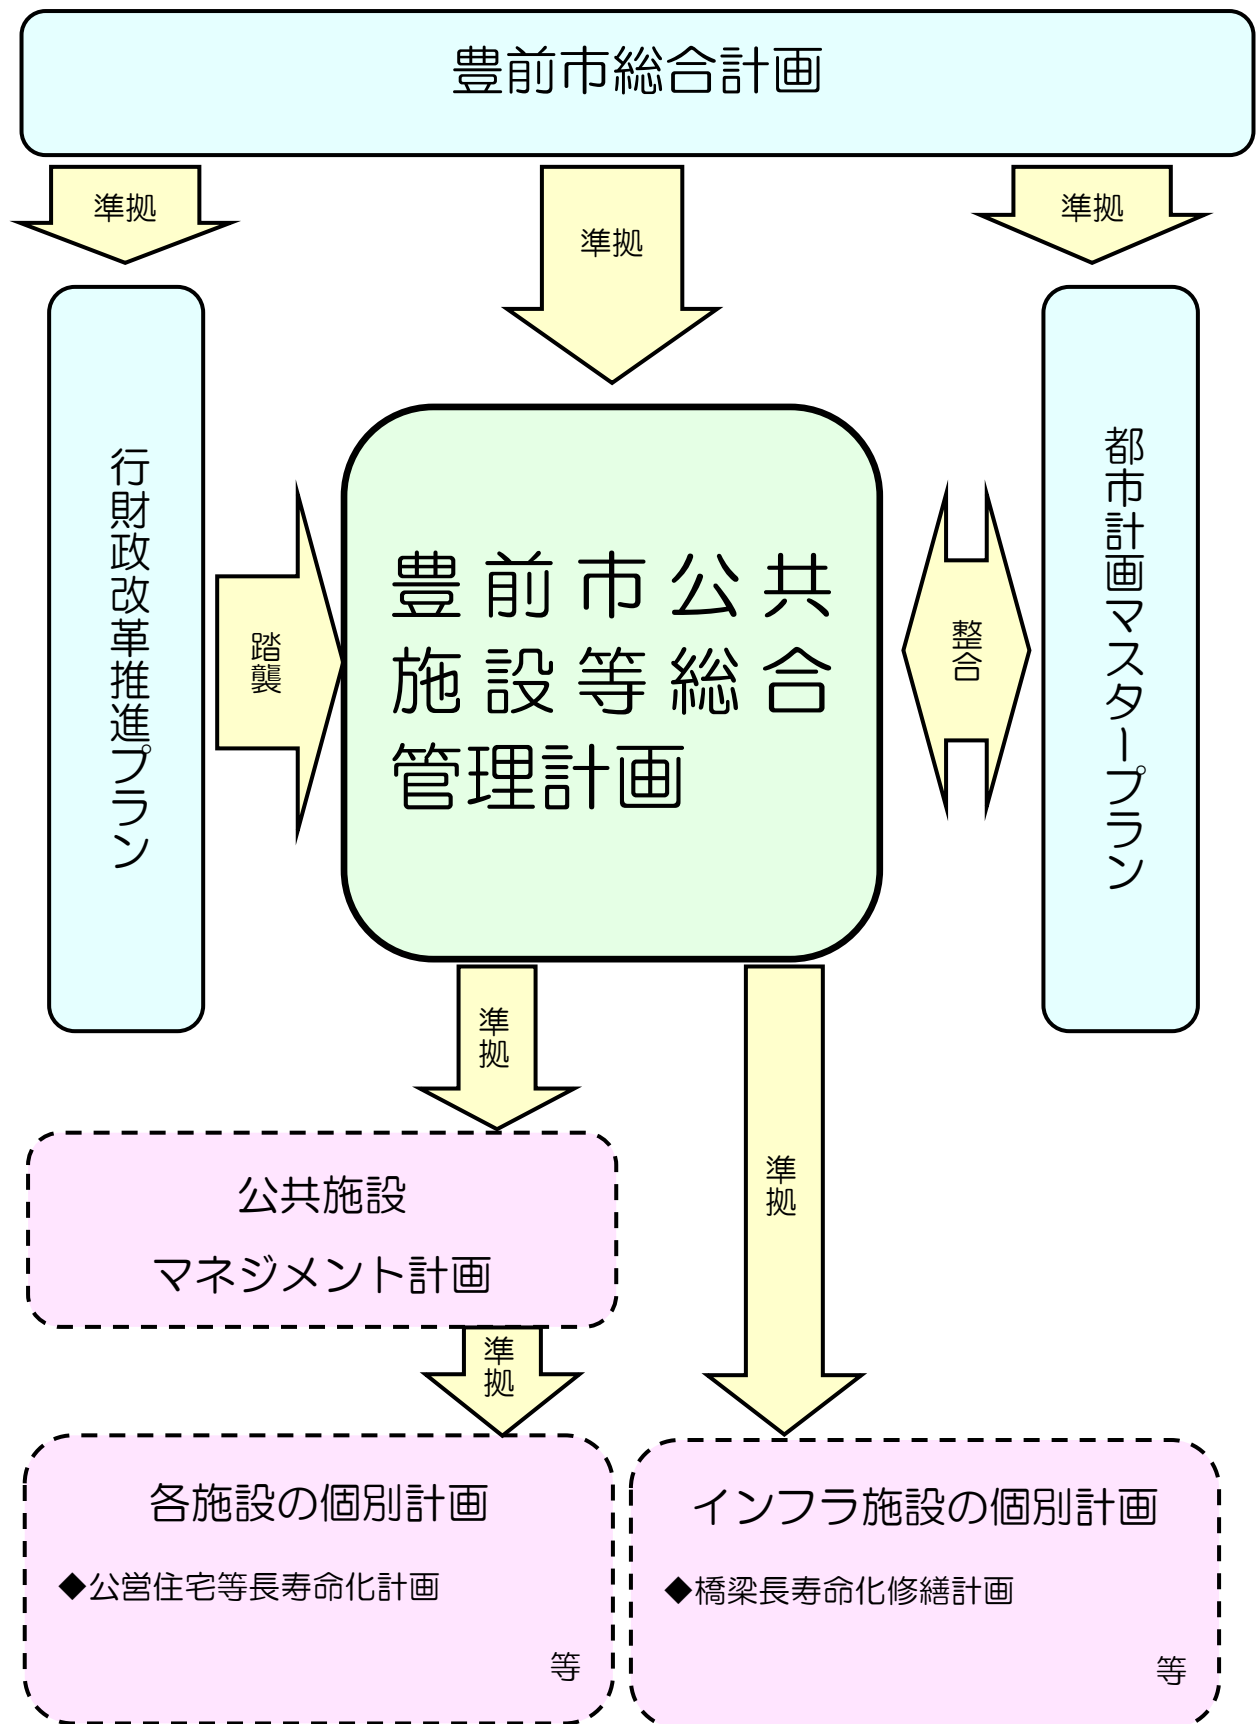 豊前市総合計画
準拠
準拠
準拠
行財政改革推進プラン
踏襲
豊前市公共
施設等総合
管理計画
整合
都市計画マスタープラン
準拠
準拠
公共施設
マネジメント計画
準拠
各施設の個別計画
◆公営住宅等長寿命化計画
等
インフラ施設の個別計画
◆橋梁長寿命化修繕計画
等